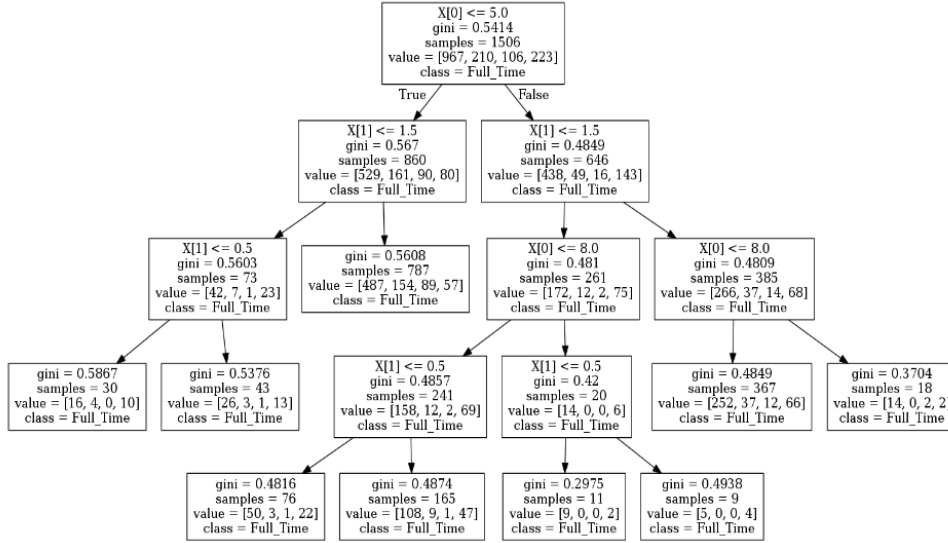 X[0] <= 5.0
gini = 0.5414
samples = 1506
value = [967, 210, 106, 223]
class = Full_Time
True
False
X[1] <= 1.5
gini = 0.567
samples = 860
value = [529, 161, 90, 80]
class = Full_Time
X[1] <= 1.5
gini = 0.4849
samples = 646
value = [438, 49, 16, 143]
class = Full_Time
X[1] <= 0.5
gini = 0.5603
samples = 73
value = [42, 7, 1, 23]
class = Full_Time
gini = 0.5608
samples = 787
value = [487, 154, 89, 57]
class = Full_Time
X[0] <= 8.0
gini = 0.481
samples = 261
value = [172, 12, 2, 75]
class = Full_Time
X[0] <= 8.0
gini = 0.4809
samples = 385
value = [266, 37, 14, 68]
class = Full_Time
gini = 0.5867
samples = 30
value = [16, 4, 0, 10]
class = Full_Time
gini = 0.5376
samples = 43
value = [26, 3, 1, 13]
class = Full_Time
X[1] <= 0.5
gini = 0.4857
samples = 241
value = [158, 12, 2, 69]
class = Full_Time
X[1] <= 0.5
gini = 0.42
samples = 20
value = [14, 0, 0, 6]
class = Full_Time
gini = 0.4849
samples = 367
value = [252, 37, 12, 66]
class = Full_Time
gini = 0.3704
samples = 18
value = [14, 0, 2, 2]
class = Full_Time
gini = 0.4816
samples = 76
value = [50, 3, 1, 22]
class = Full_Time
gini = 0.4874
samples = 165
value = [108, 9, 1, 47]
class = Full_Time
gini = 0.2975
samples = 11
value = [9, 0, 0, 2]
class = Full_Time
gini = 0.4938
samples = 9
value = [5, 0, 0, 4]
class = Full_Time